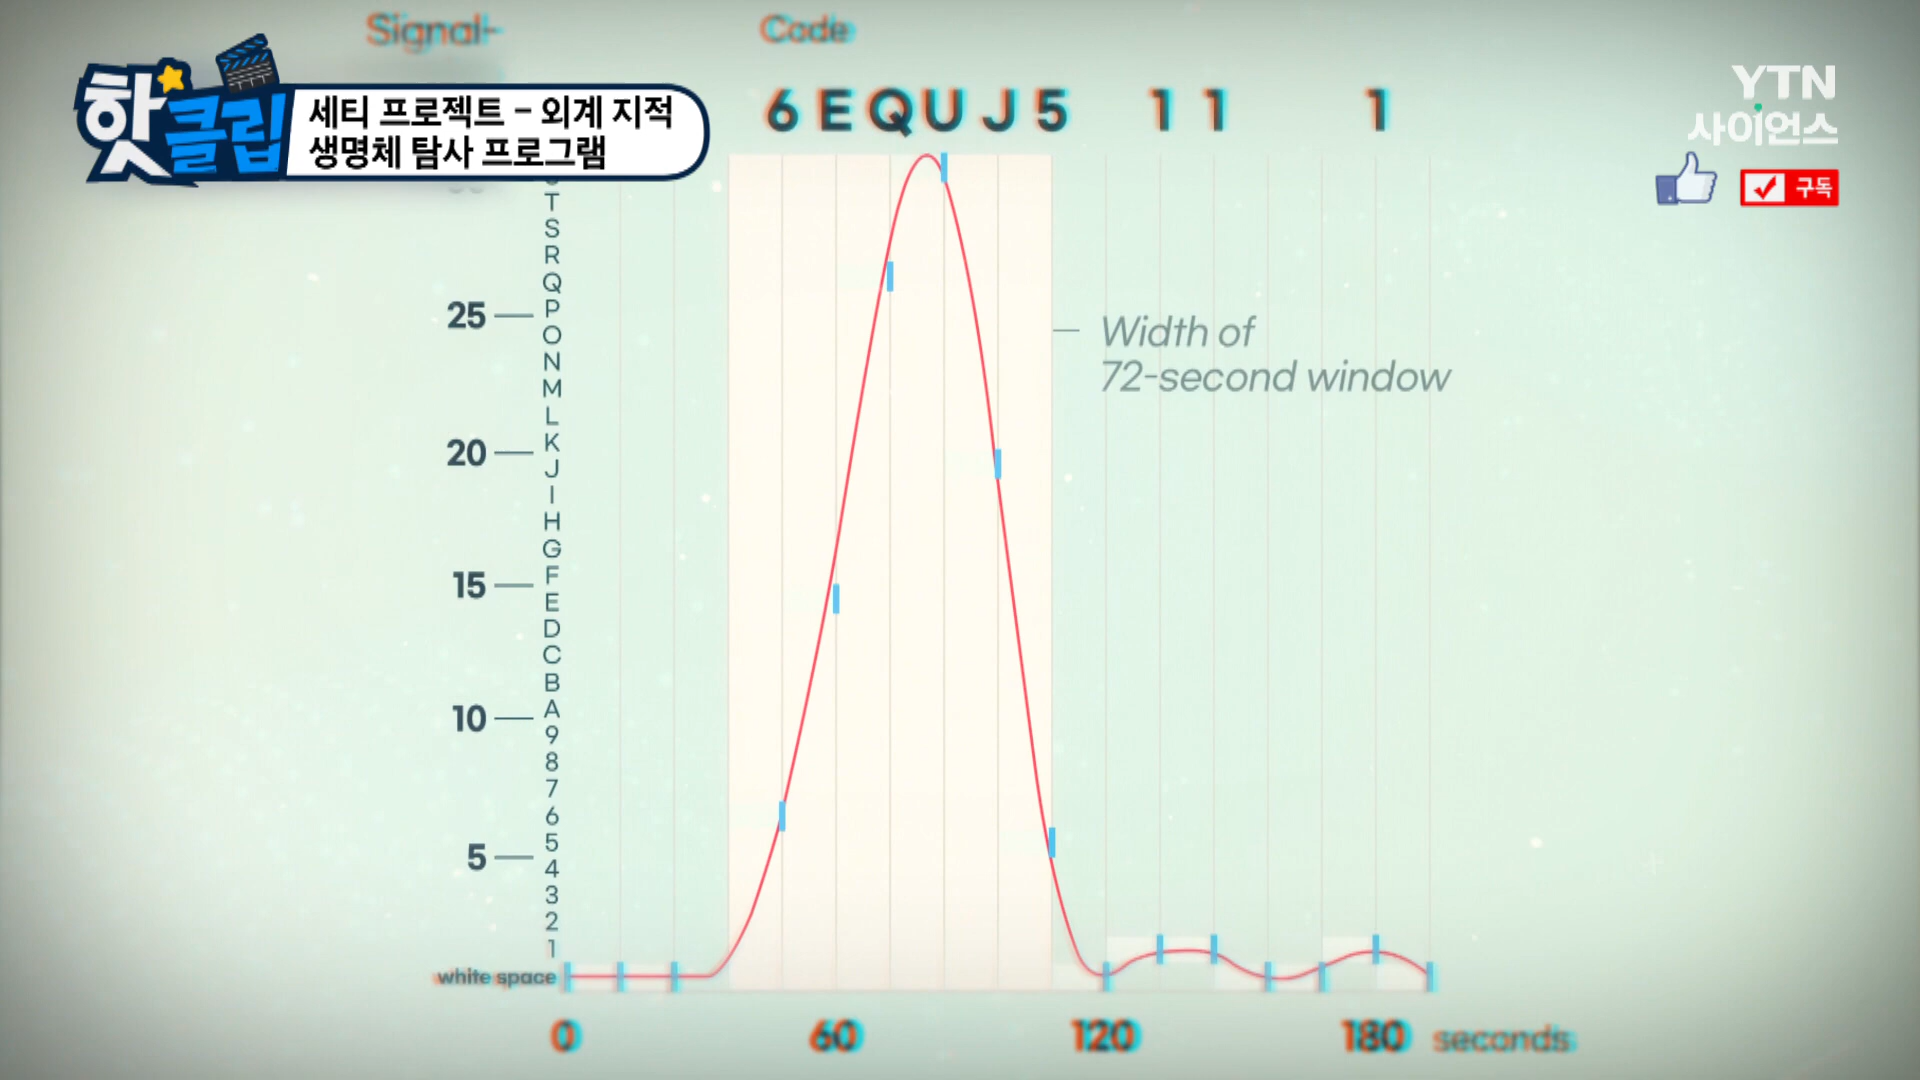 Signal-
Code
핫클립
세티 프로젝트 - 외계 지적
생명체 탐사 프로그램
6 E Q U J 5 1 1 1
YTN
사이언스
구독
T
S
R
Q
25 P
O
N
M
L
20 K
J
I
H
G
15 F
E
D
C
B
10 A
9
8
7
6
5 5
4
3
2
1
white space
Width of
72-second window
0 60 120 180 seconds